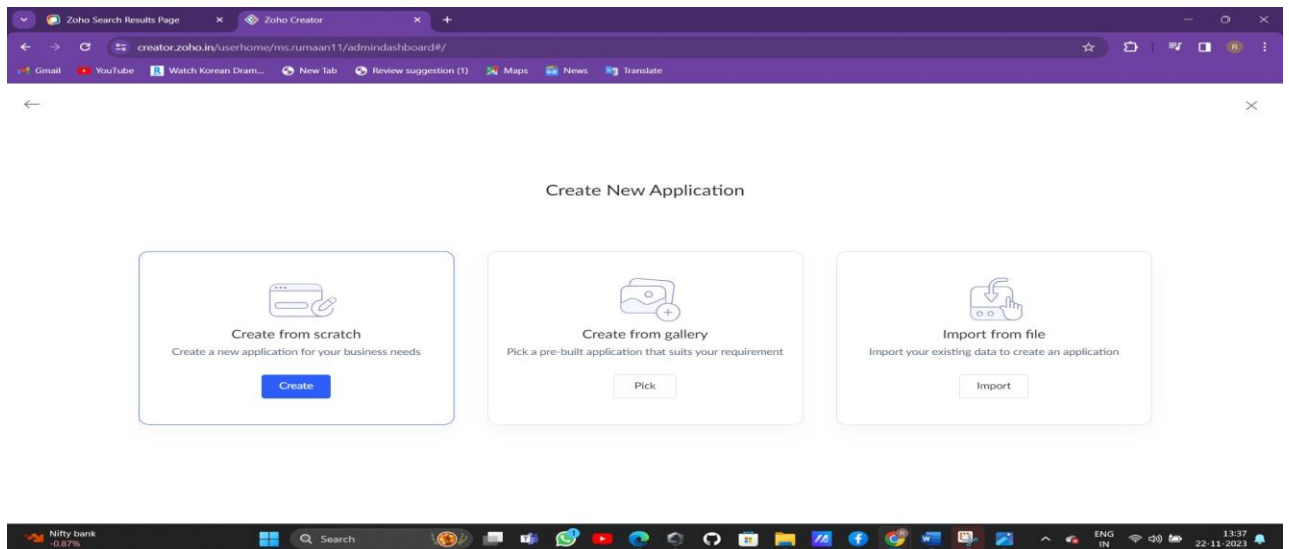 Zoho Search Results Page
Zoho Creator
creator.zoho.in/userhome/ms.rumaan11/admindashboard#/
Gmail YouTube Watch Korean Dram... New Tab Review suggestion (1) Maps News Translate
Create New Application
Create from scratch
Create a new application for your business needs
Create
Create from gallery
Pick a pre-built application that suits your requirement
Pick
Import from file
Import your existing data to create an application
Import
Nifty bank
-0.87%
Search
ENG
IN
13:37
22-11-2023